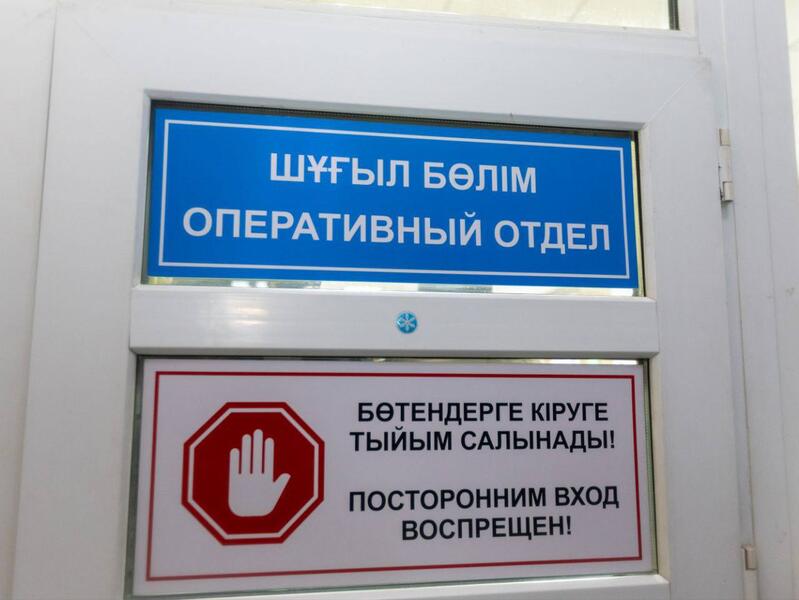 ШҰҒЫЛ БӨЛІМ
ОПЕРАТИВНЫЙ ОТДЕЛ
БӨТЕНДЕРГЕ КІРУГЕ
ТЫЙЫМ САЛЫНАДЫ!
ПОСТОРОННИМ ВХОД
ВОСПРЕЩЕН!